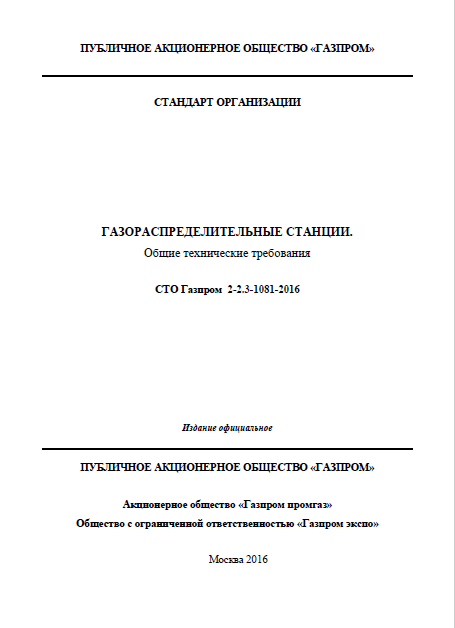 ПУБЛИЧНОЕ АКЦИОНЕРНОЕ ОБЩЕСТВО «ГАЗПРОМ»
СТАНДАРТ ОРГАНИЗАЦИИ
ГАЗОРАСПРЕДЕЛИТЕЛЬНЫЕ СТАНЦИИ.
Общие технические требования
СТО Газпром 2-2.3-1081-2016
Издание официальное
ПУБЛИЧНОЕ АКЦИОНЕРНОЕ ОБЩЕСТВО «ГАЗПРОМ»
Акционерное общество «Газпром промгаз»
Общество с ограниченной ответственностью «Газпром экспо»
Москва 2016